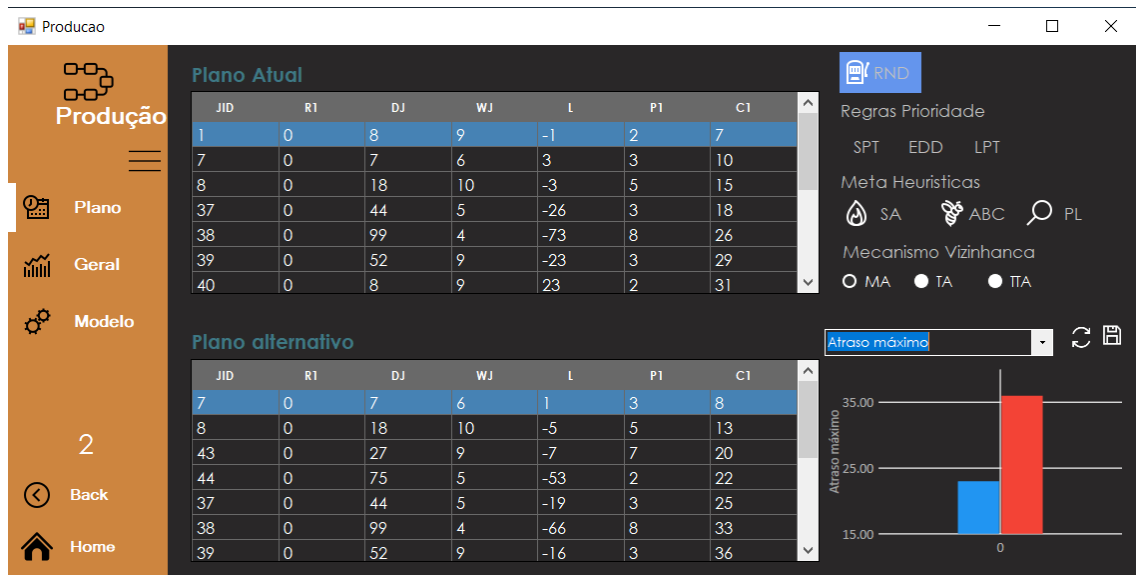 Producao
Produção
Plano
Geral
Modelo
2
Back
Home
Plano Atual
JID R1 DJ WJ L P1 C1
1 0 8 9 -1 2 7
7 0 7 6 3 3 10
8 0 18 10 -3 5 15
37 0 44 5 -26 3 18
38 0 99 4 -73 8 26
39 0 52 9 -23 3 29
40 0 8 9 23 2 31
Plano alternativo
JID R1 DJ WJ L P1 C1
7 0 7 6 1 3 8
8 0 18 10 -5 5 13
43 0 27 9 -7 7 20
44 0 75 5 -53 2 22
37 0 44 5 -19 3 25
38 0 99 4 -66 8 33
39 0 52 9 -16 3 36
RND
Regras Prioridade
SPT EDD LPT
Meta Heuristicas
SA ABC PL
Mecanismo Vizinhanca
MA TA TTA
Atraso máximo
Atraso máximo
35.00
25.00
15.00
0